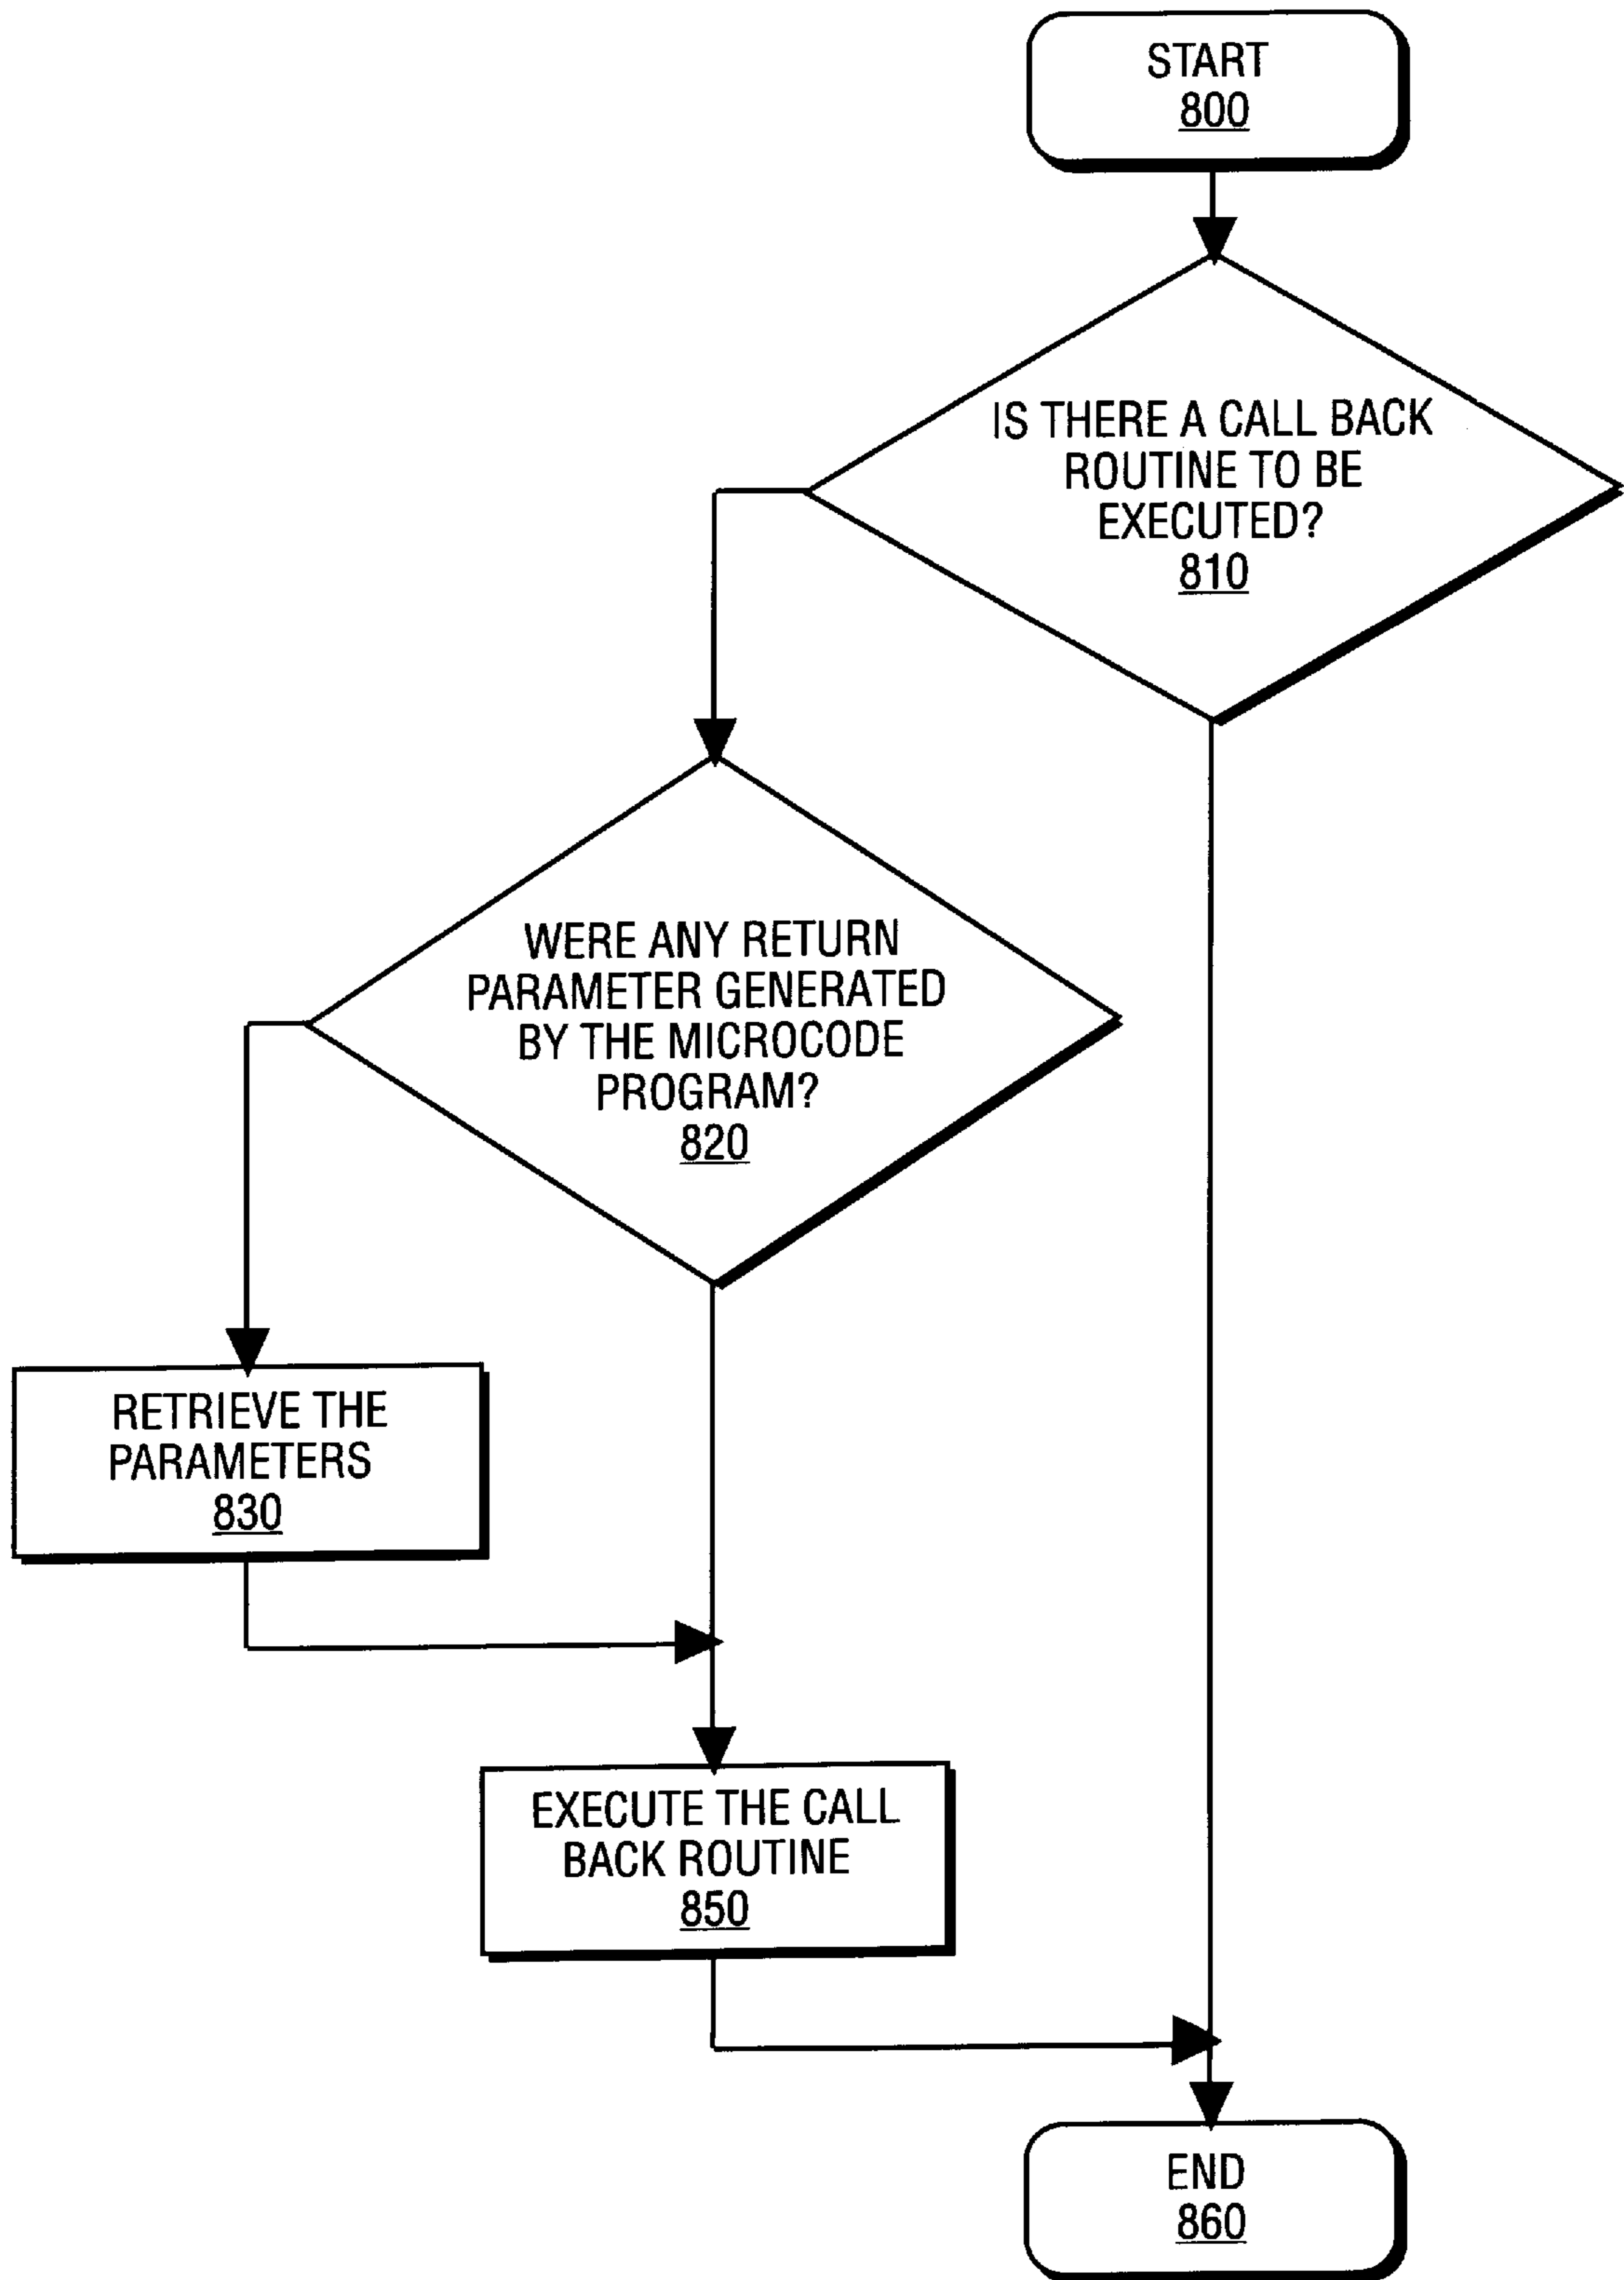 START
800
IS THERE A CALL BACK
ROUTINE TO BE
EXECUTED?
810
WERE ANY RETURN
PARAMETER GENERATED
BY THE MICROCODE
PROGRAM?
820
RETRIEVE THE
PARAMETERS
830
EXECUTE THE CALL
BACK ROUTINE
850
END
860